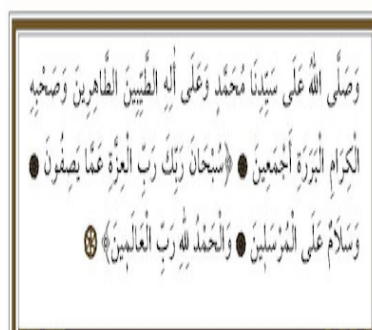 وَصَلَّى اللهُ عَلَى سَيِّدِنَا مُحَمَّدٍ وَعَلَى أَلِهِ الطَّيِّبِينَ الطَّاهِرِينَ وَصَحْبِهِ
الْكِرَامِ الْبَرَرَةِ أَجْمَعِينَ ● ﴿سُبْحَانَ رَبِّكَ رَبِّ الْعِزَّةِ عَمَّا يَصِفُونَ ●
وَسَلَامٌ عَلَى الْمُرْسَلِينَ ● وَالْحَمْدُ لِلهِ رَبِّ الْعَالَمِينَ﴾